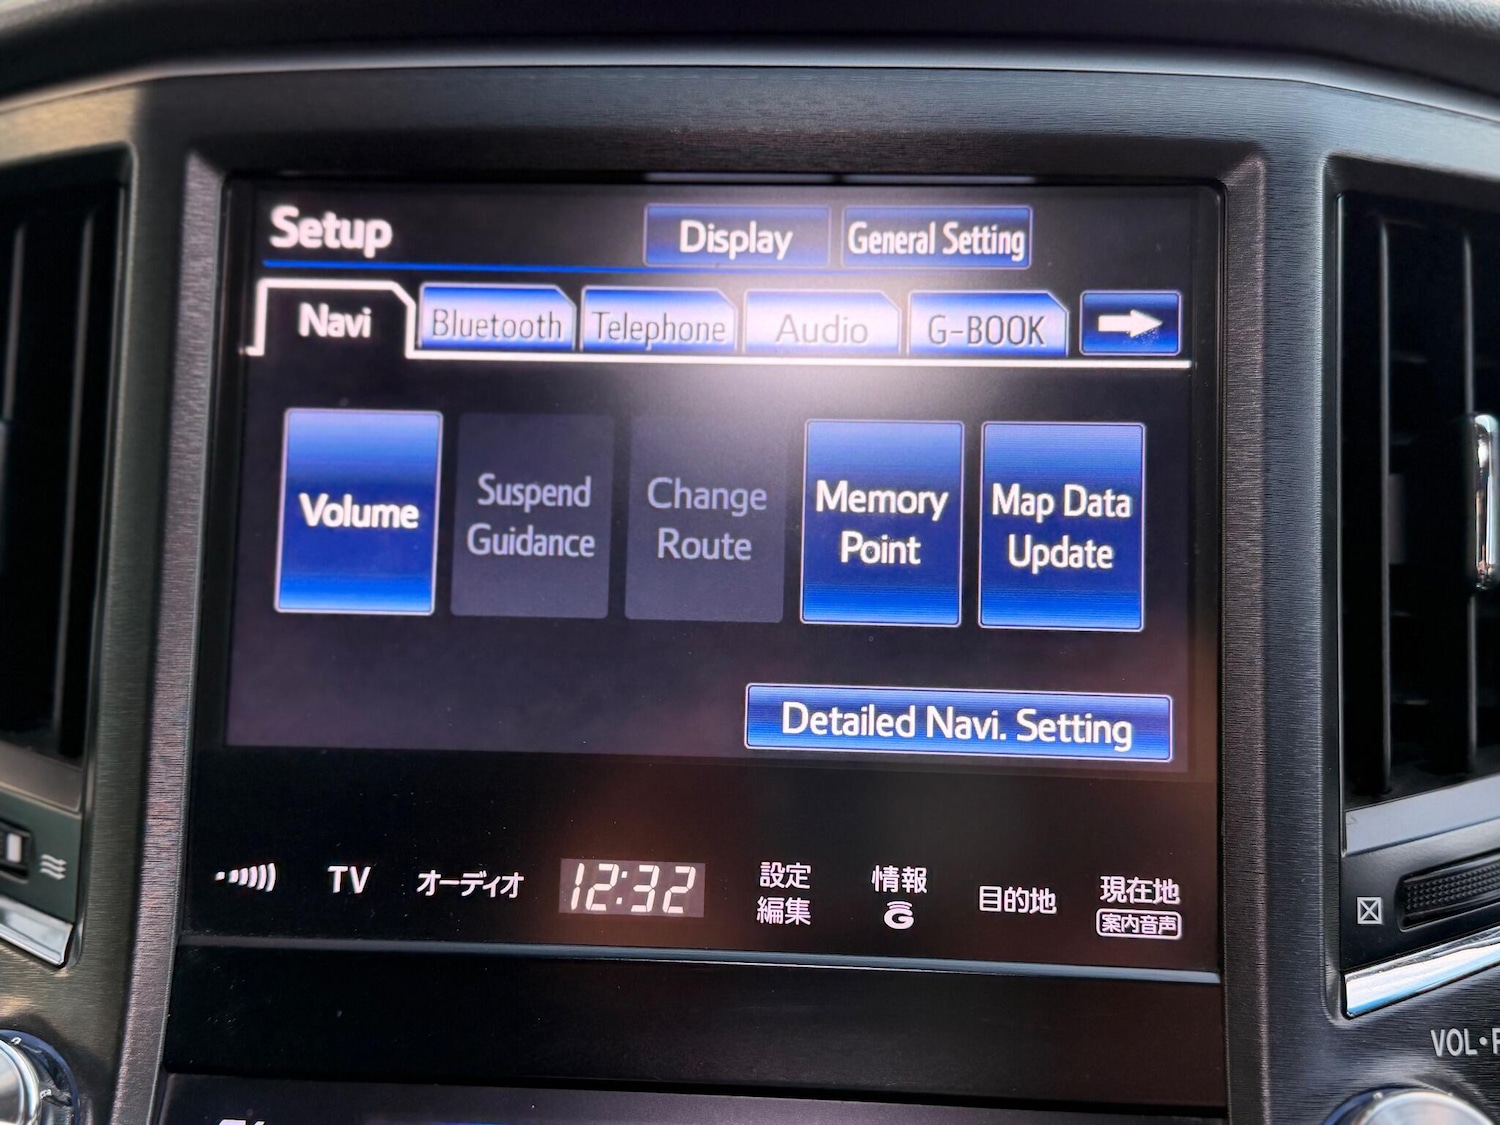 Setup
Display
General Setting
Navi
Bluetooth
Telephone
Audio
G-BOOK
Volume
Suspend
Guidance
Change
Route
Memory
Point
Map Data
Update
Detailed Navi. Setting
TV
オーディオ
12:32
設定
編集
情報
G
目的地
現在地
案内音声
VOL•